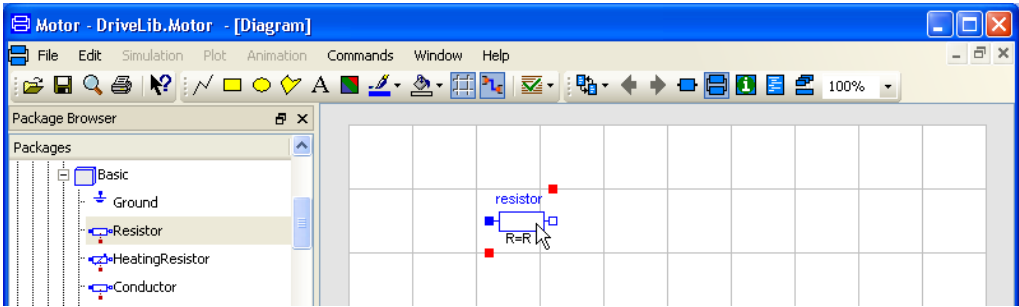 Motor - DriveLib.Motor - [Diagram]
File Edit Simulation Plot Animation Commands Window Help
A 100%
Package Browser
Packages
Basic
Ground
Resistor
HeatingResistor
Conductor
resistor
R=R